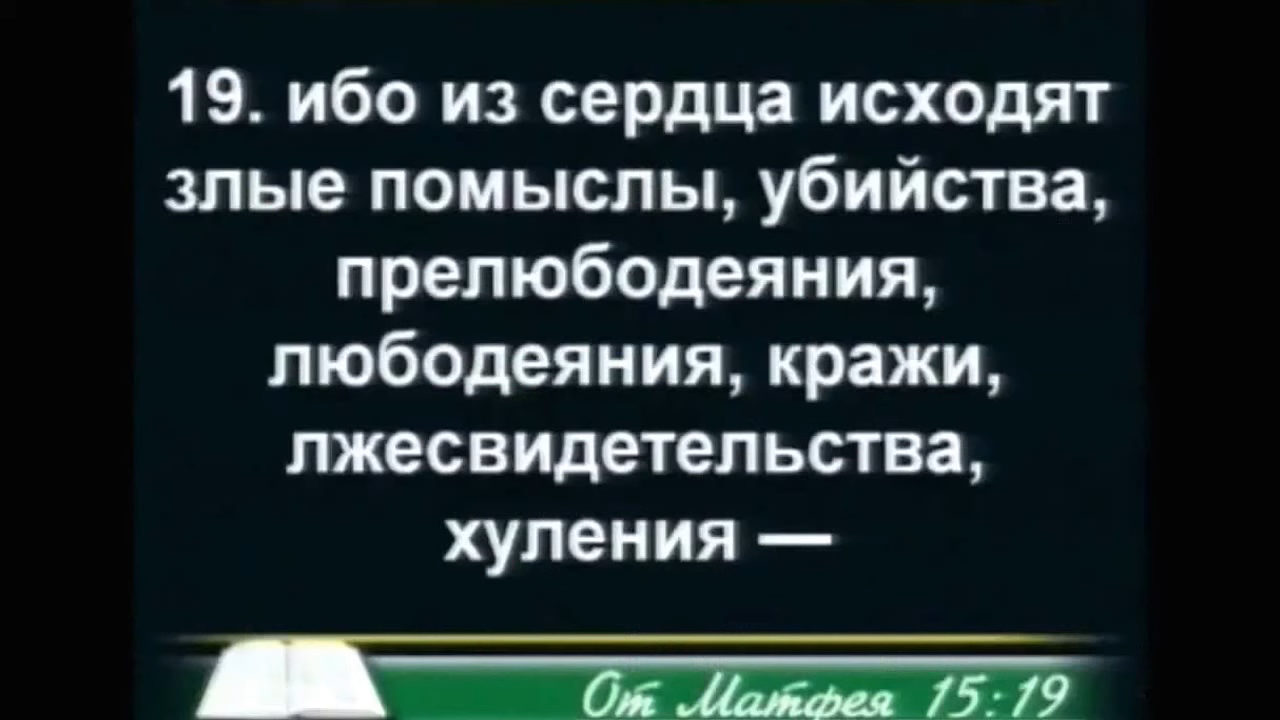 19. ибо из сердца исходят
злые помыслы, убийства,
прелюбодеяния,
любодеяния, кражи,
лжесвидетельства,
хуления —
От Матфея 15:19